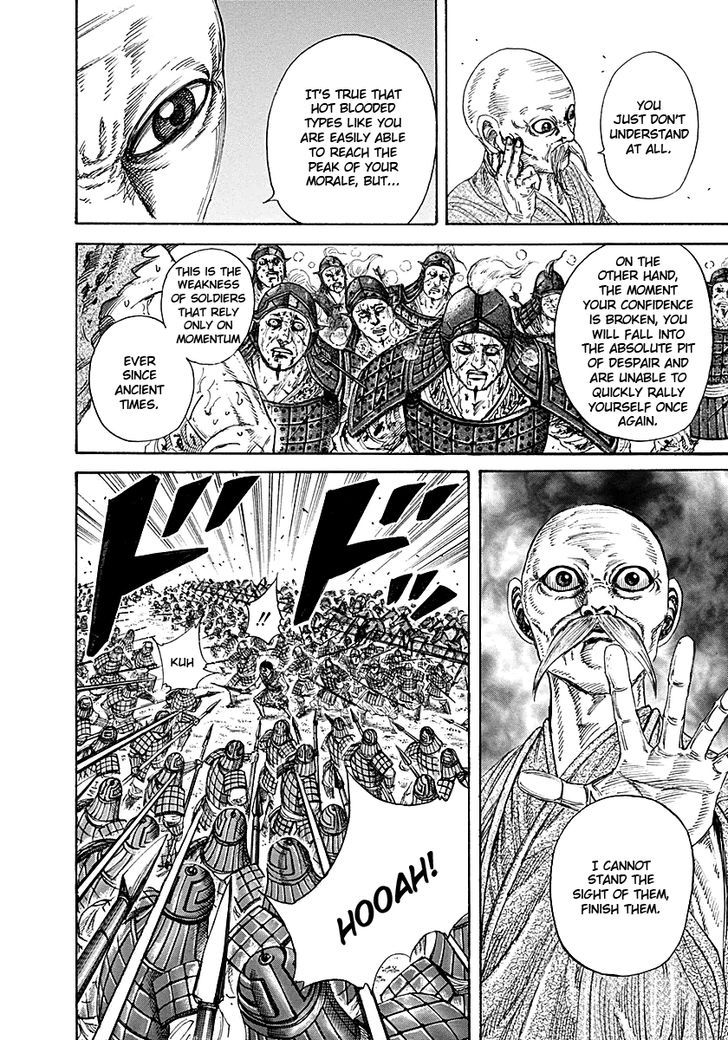 YOU
JUST DON'T
UNDERSTAND
AT ALL.
IT'S TRUE THAT
HOT BLOODED
TYPES LIKE YOU
ARE EASILY ABLE
TO REACH THE
PEAK OF YOUR
MORALE, BUT...
ON THE
OTHER HAND,
THE MOMENT
YOUR CONFIDENCE
IS BROKEN, YOU
WILL FALL INTO
THE ABSOLUTE PIT
OF DESPAIR AND
ARE UNABLE TO
QUICKLY RALLY
YOURSELF ONCE
AGAIN.
THIS IS THE
WEAKNESS
OF SOLDIERS
THAT RELY
ONLY ON
MOMENTUM
EVER
SINCE
ANCIENT
TIMES.
I CANNOT
STAND THE
SIGHT OF THEM,
FINISH THEM.
ドドド
!!
KUH
HOOAH!